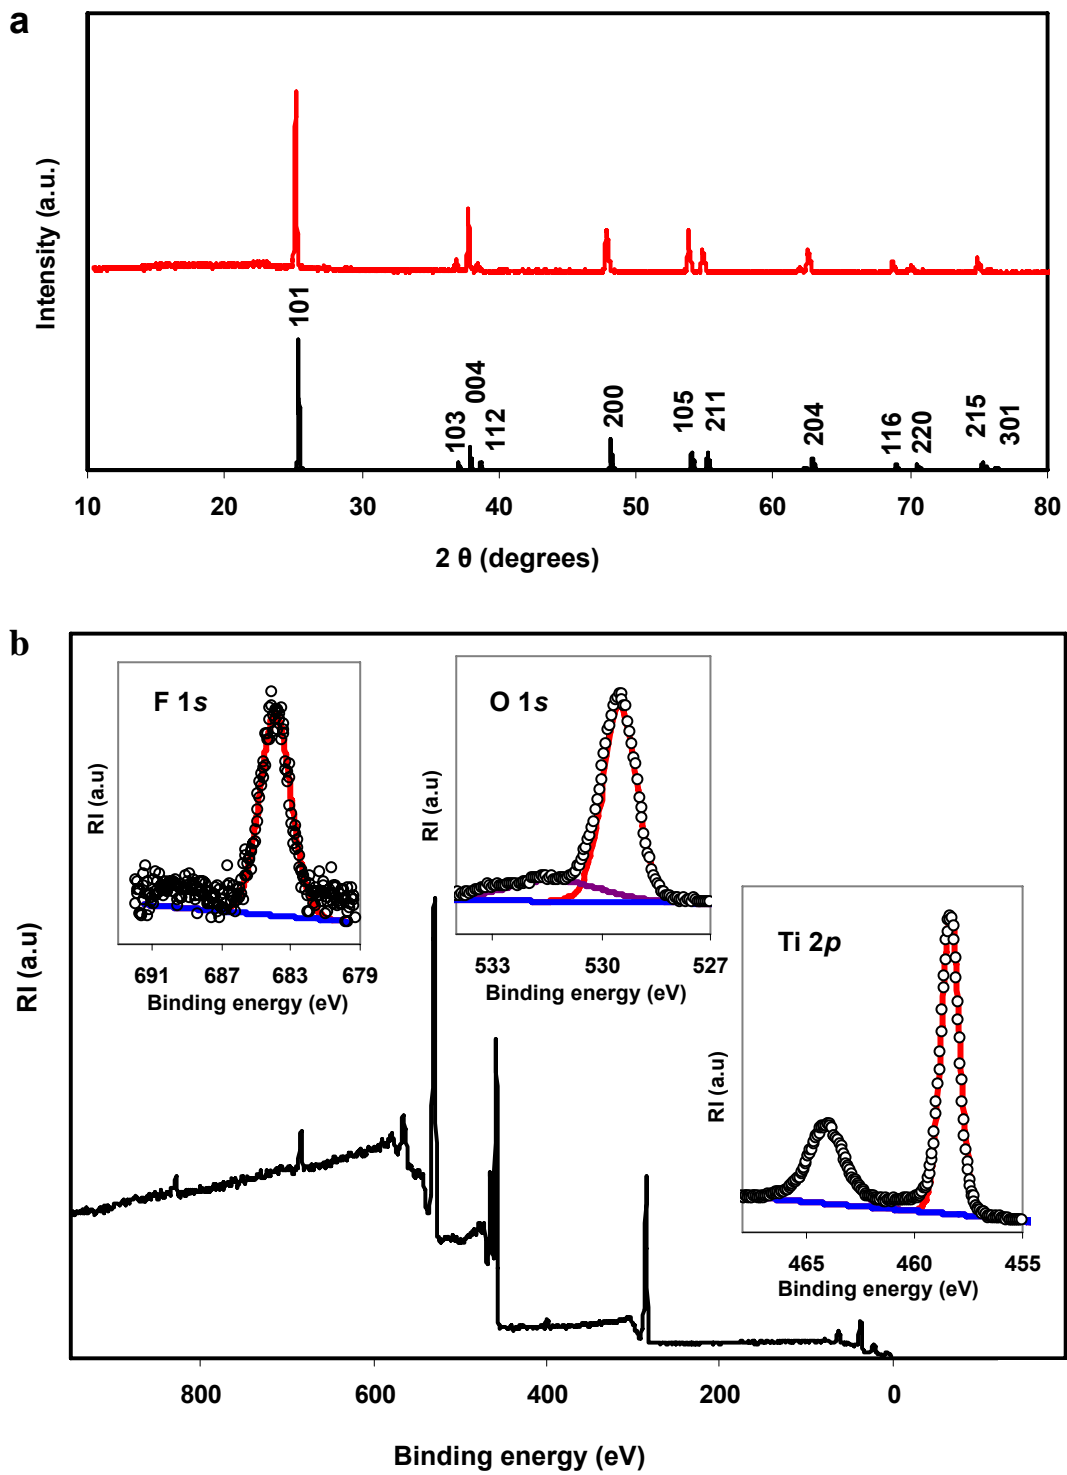 a
Intensity (a.u.)
101
103
004
112
200
105
211
204
116
220
215
301
10 20 30 40 50 60 70 80
2 θ (degrees)
b
RI (a.u)
F 1s
RI (a.u)
691 687 683 679
Binding energy (eV)
O 1s
RI (a.u)
533 530 527
Binding energy (eV)
Ti 2p
RI (a.u)
465 460 455
Binding energy (eV)
800 600 400 200 0
Binding energy (eV)